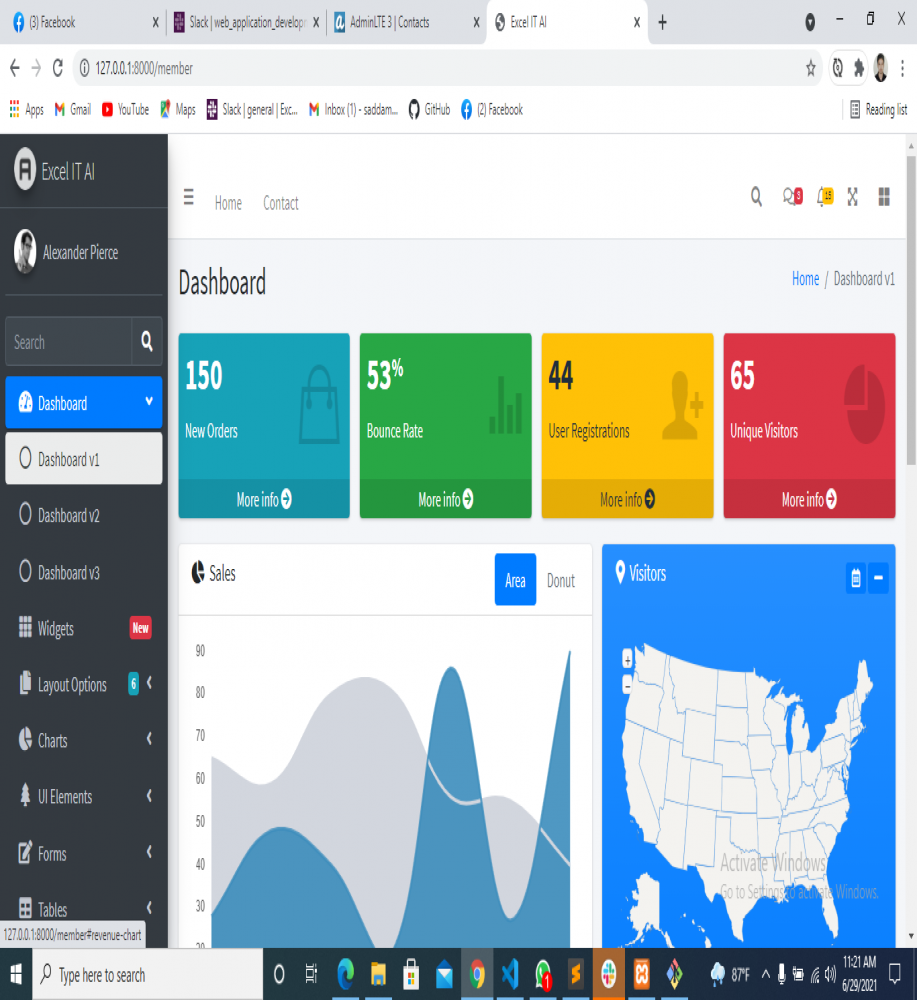 (3) Facebook
Slack | web_application_develop
AdminLTE 3 | Contacts
Excel IT AI
127.0.0.1:8000/member
Apps
Gmail
YouTube
Maps
Slack | general | Exc...
Inbox (1) - saddam...
GitHub
(2) Facebook
Reading list
Excel IT AI
Home
Contact
3
15
Alexander Pierce
Dashboard
Home / Dashboard v1
Search
Dashboard
Dashboard v1
Dashboard v2
Dashboard v3
Widgets New
Layout Options 6
Charts
UI Elements
Forms
Tables
150
New Orders
More info
53%
Bounce Rate
More info
44
User Registrations
More info
65
Unique Visitors
More info
Sales
Area
Donut
90
80
70
60
50
40
30
20
Visitors
+
−
Activate Windows
Go to Settings to activate Windows.
127.0.0.1:8000/member#revenue-chart
Type here to search
1
87°F
11:21 AM
6/29/2021